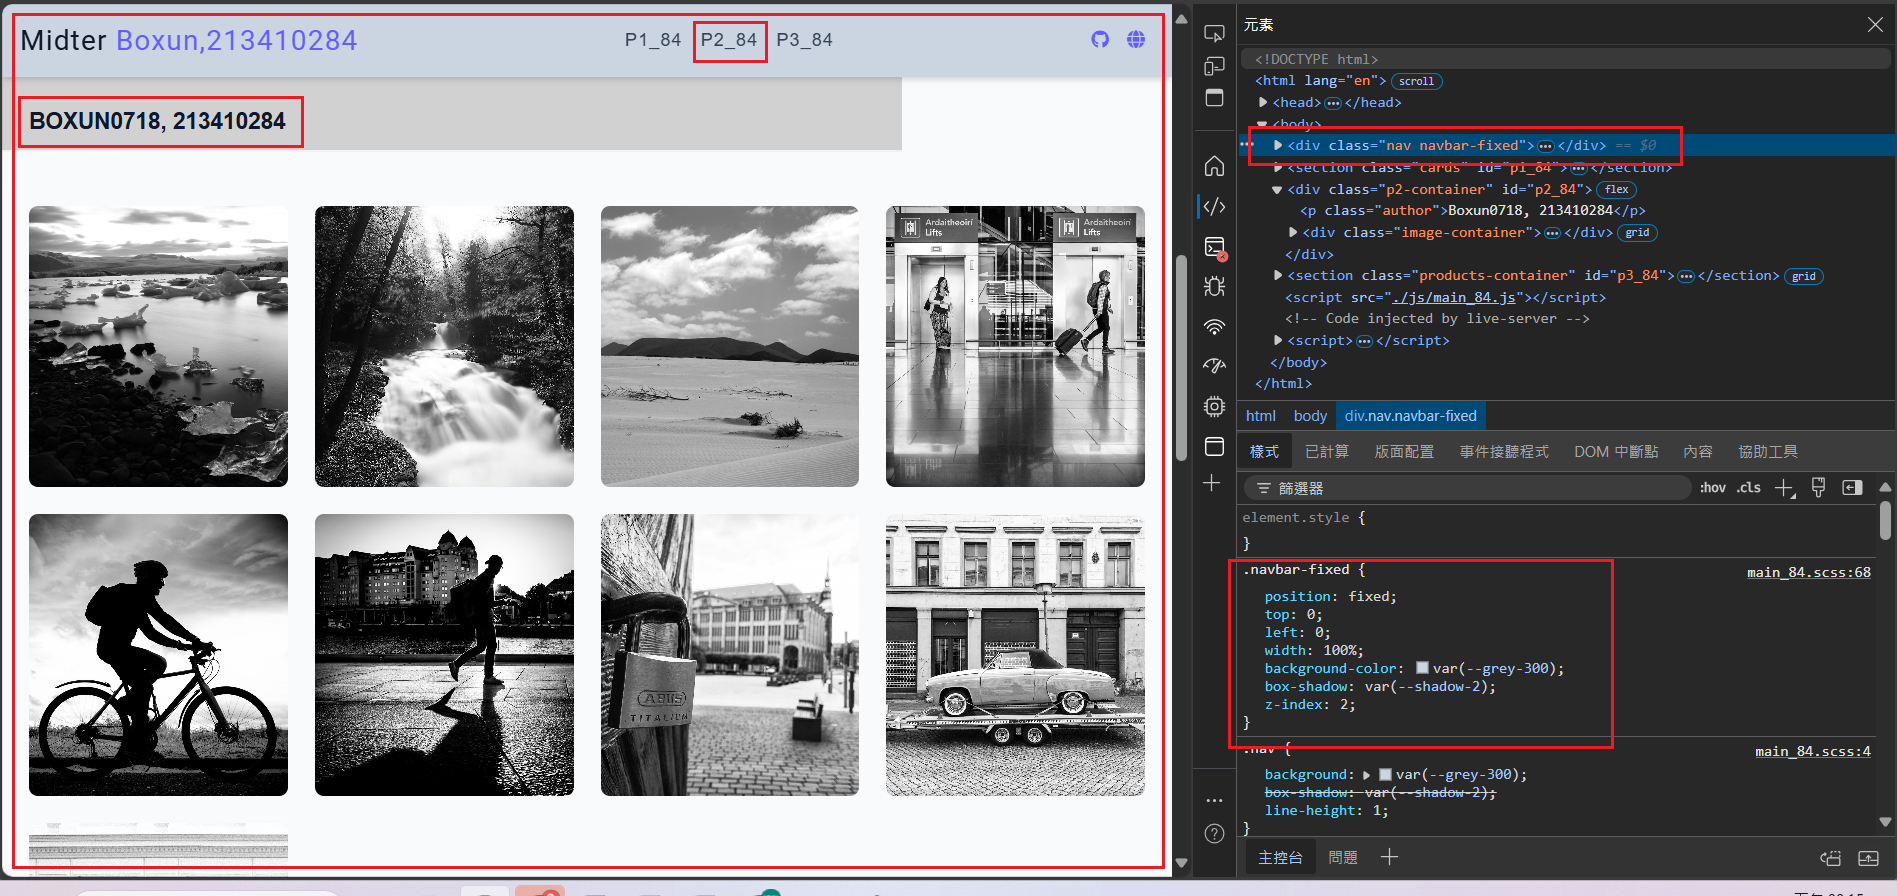 Midter Boxun,213410284
P1_84 P2_84 P3_84
BOXUN0718, 213410284
Ardaitheoirí
Lifts
Ardaitheoirí
Lifts
ABUS
TITALIUM
元素
<!DOCTYPE html>
<html lang="en"> scroll
<head> ••• </head>
<body>
••• <div class="nav navbar-fixed"> ••• </div> == $0
<section class="cards" id="p1_84"> ••• </section>
<div class="p2-container" id="p2_84"> flex
<p class="author">Boxun0718, 213410284</p>
<div class="image-container"> ••• </div> grid
</div>
<section class="products-container" id="p3_84"> ••• </section> grid
<script src="./js/main_84.js"></script>
<!-- Code injected by live-server -->
<script> ••• </script>
</body>
</html>
html body div.nav.navbar-fixed
樣式 已計算 版面配置 事件接聽程式 DOM 中斷點 內容 協助工具
篩選器 :hov .cls
element.style {
}
.navbar-fixed { main_84.scss:68
position: fixed;
top: 0;
left: 0;
width: 100%;
background-color: var(--grey-300);
box-shadow: var(--shadow-2);
z-index: 2;
}
.nav { main_84.scss:4
background: var(--grey-300);
box-shadow: var(--shadow-2);
line-height: 1;
}
主控台 問題